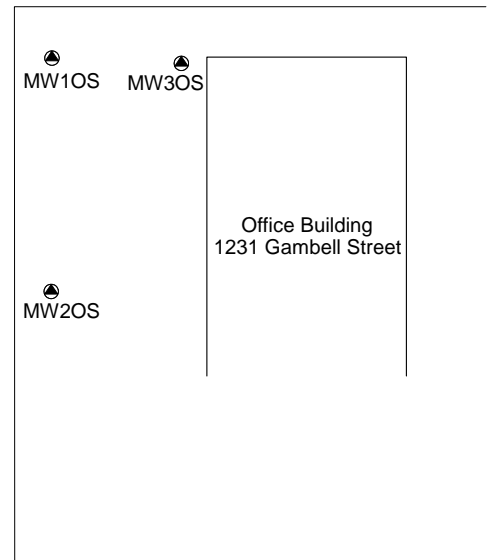 MW1OS
MW3OS
Office Building
1231 Gambell Street
MW2OS